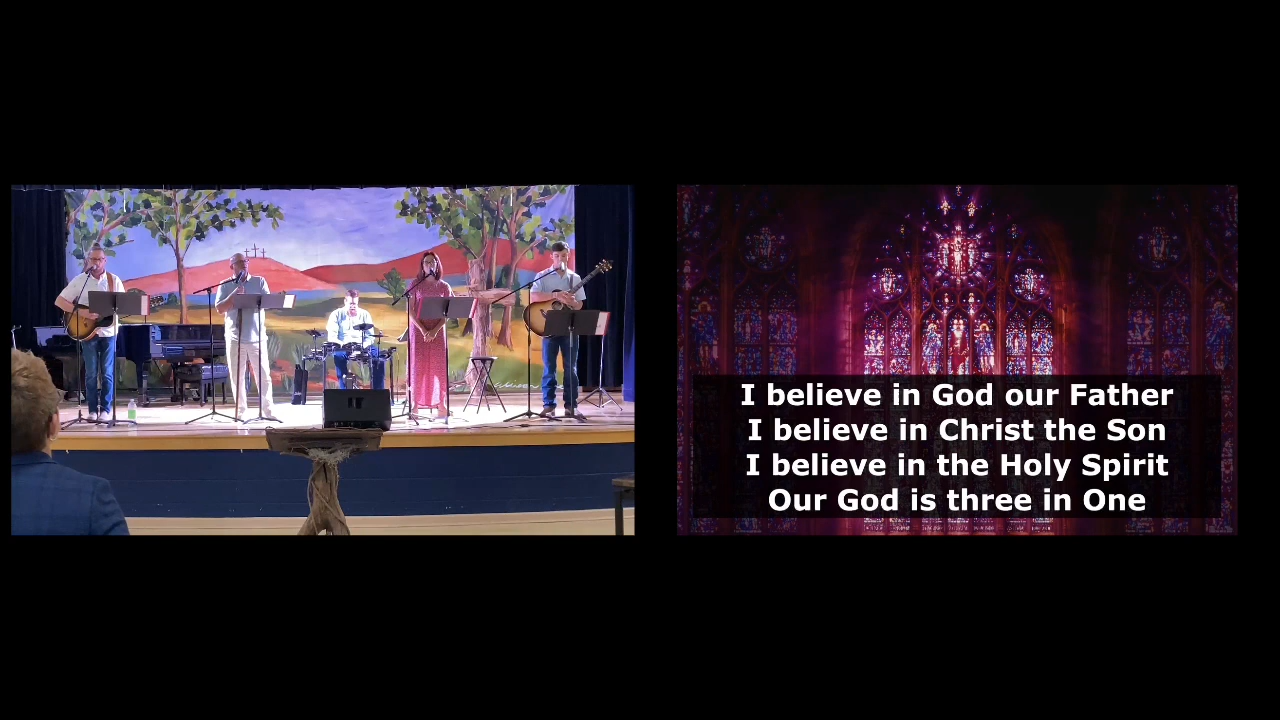 I believe in God our Father
I believe in Christ the Son
I believe in the Holy Spirit
Our God is three in One